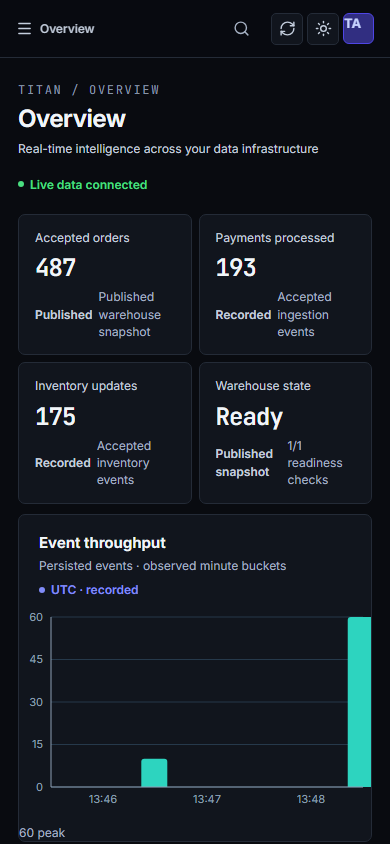 Overview
TA
TITAN / OVERVIEW
Overview
Real-time intelligence across your data infrastructure
Live data connected
Accepted orders
487
Published
Published
warehouse
snapshot
Payments processed
193
Recorded
Accepted
ingestion
events
Inventory updates
175
Recorded
Accepted
inventory
events
Warehouse state
Ready
Published
snapshot
1/1
readiness
checks
Event throughput
Persisted events · observed minute buckets
UTC · recorded
60
45
30
15
0
13:46
13:47
13:48
60 peak